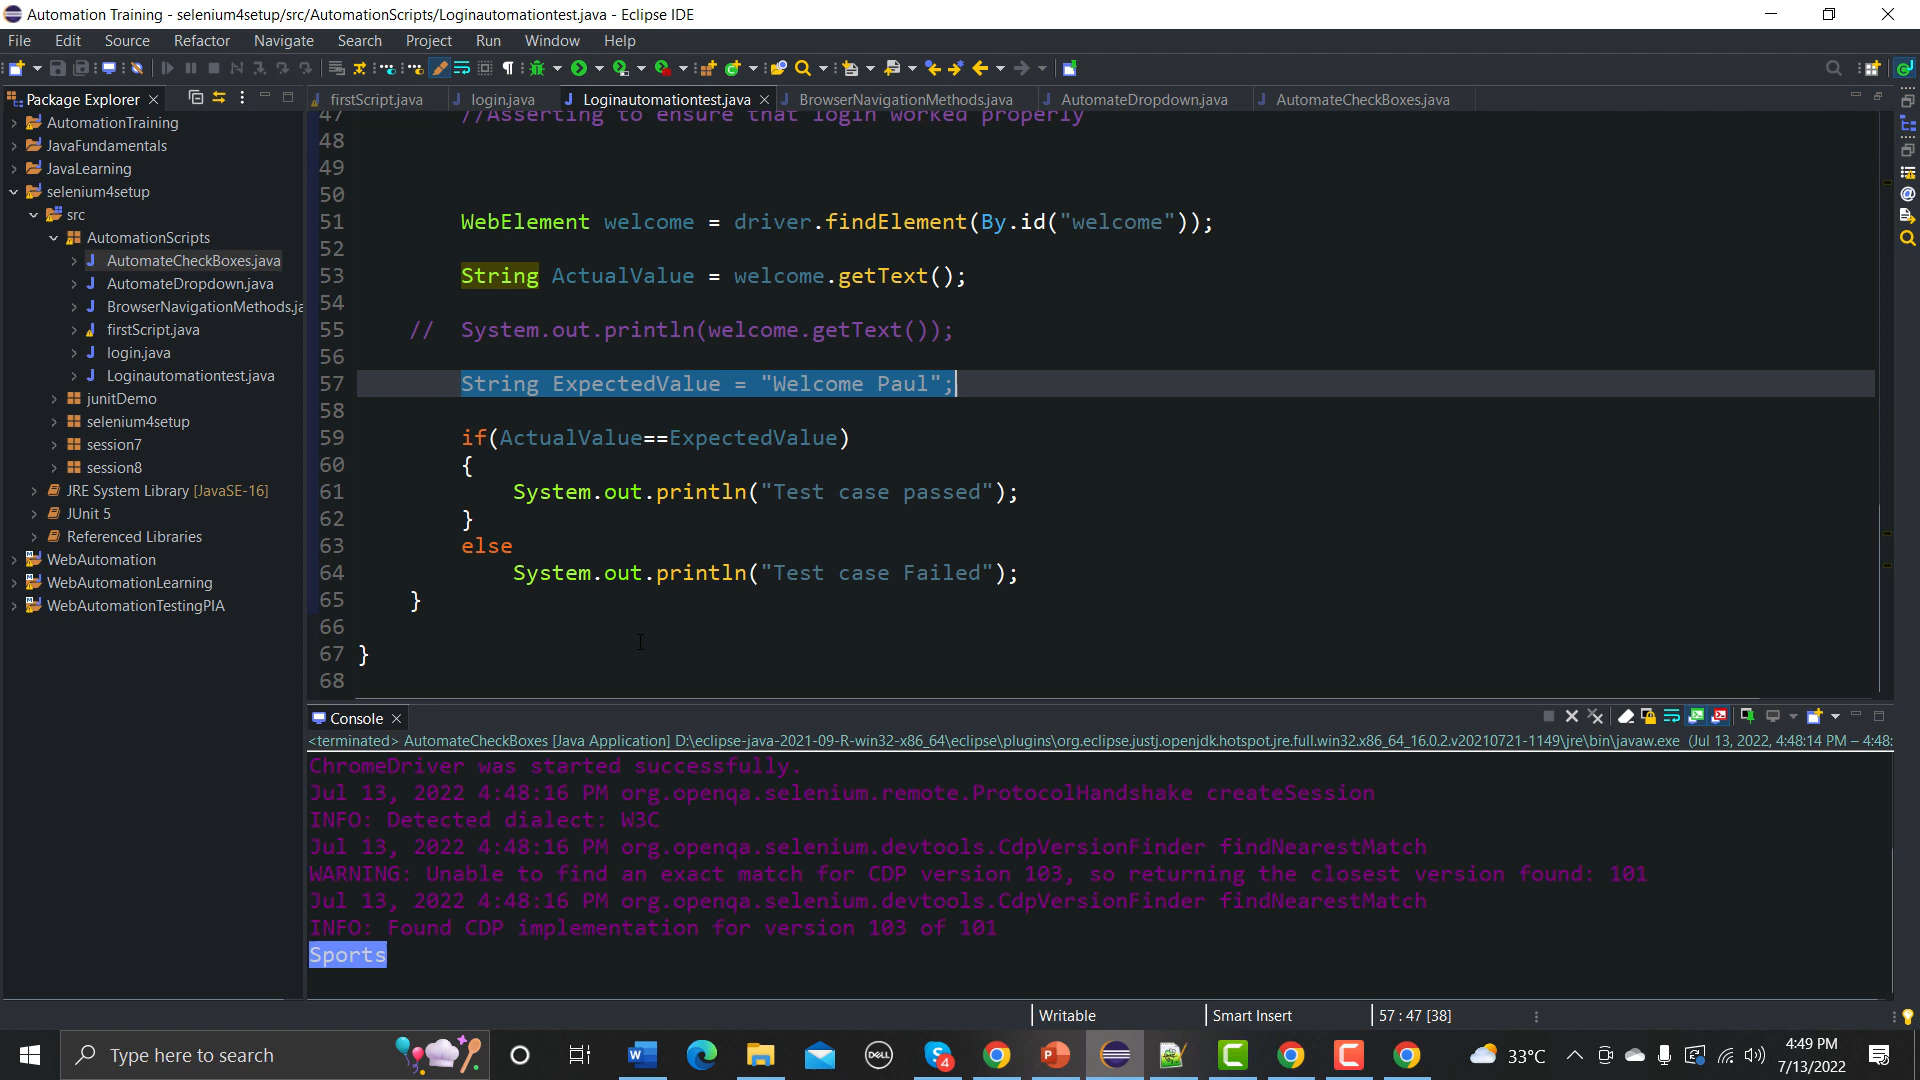 Automation Training - selenium4setup/src/AutomationScripts/Loginautomationtest.java - Eclipse IDE
File Edit Source Refactor Navigate Search Project Run Window Help
Package Explorer
AutomationTraining
JavaFundamentals
JavaLearning
selenium4setup
src
AutomationScripts
AutomateCheckBoxes.java
AutomateDropdown.java
BrowserNavigationMethods.ja
firstScript.java
login.java
Loginautomationtest.java
junitDemo
selenium4setup
session7
session8
JRE System Library [JavaSE-16]
JUnit 5
Referenced Libraries
WebAutomation
WebAutomationLearning
WebAutomationTestingPIA
firstScript.java login.java Loginautomationtest.java BrowserNavigationMethods.java AutomateDropdown.java AutomateCheckBoxes.java
47 //Asserting to ensure that login worked properly
48
49
50
51 WebElement welcome = driver.findElement(By.id("welcome"));
52
53 String ActualValue = welcome.getText();
54
55 // System.out.println(welcome.getText());
56
57 String ExpectedValue = "Welcome Paul";
58
59 if(ActualValue==ExpectedValue)
60 {
61 System.out.println("Test case passed");
62 }
63 else
64 System.out.println("Test case Failed");
65 }
66
67 }
68
Console
<terminated> AutomateCheckBoxes [Java Application] D:\eclipse-java-2021-09-R-win32-x86_64\eclipse\plugins\org.eclipse.justj.openjdk.hotspot.jre.full.win32.x86_64_16.0.2.v20210721-1149\jre\bin\javaw.exe (Jul 13, 2022, 4:48:14 PM – 4:48:
ChromeDriver was started successfully.
Jul 13, 2022 4:48:16 PM org.openqa.selenium.remote.ProtocolHandshake createSession
INFO: Detected dialect: W3C
Jul 13, 2022 4:48:16 PM org.openqa.selenium.devtools.CdpVersionFinder findNearestMatch
WARNING: Unable to find an exact match for CDP version 103, so returning the closest version found: 101
Jul 13, 2022 4:48:16 PM org.openqa.selenium.devtools.CdpVersionFinder findNearestMatch
INFO: Found CDP implementation for version 103 of 101
Sports
Writable Smart Insert 57 : 47 [38]
Type here to search
DELL
4
33°C
4:49 PM
7/13/2022